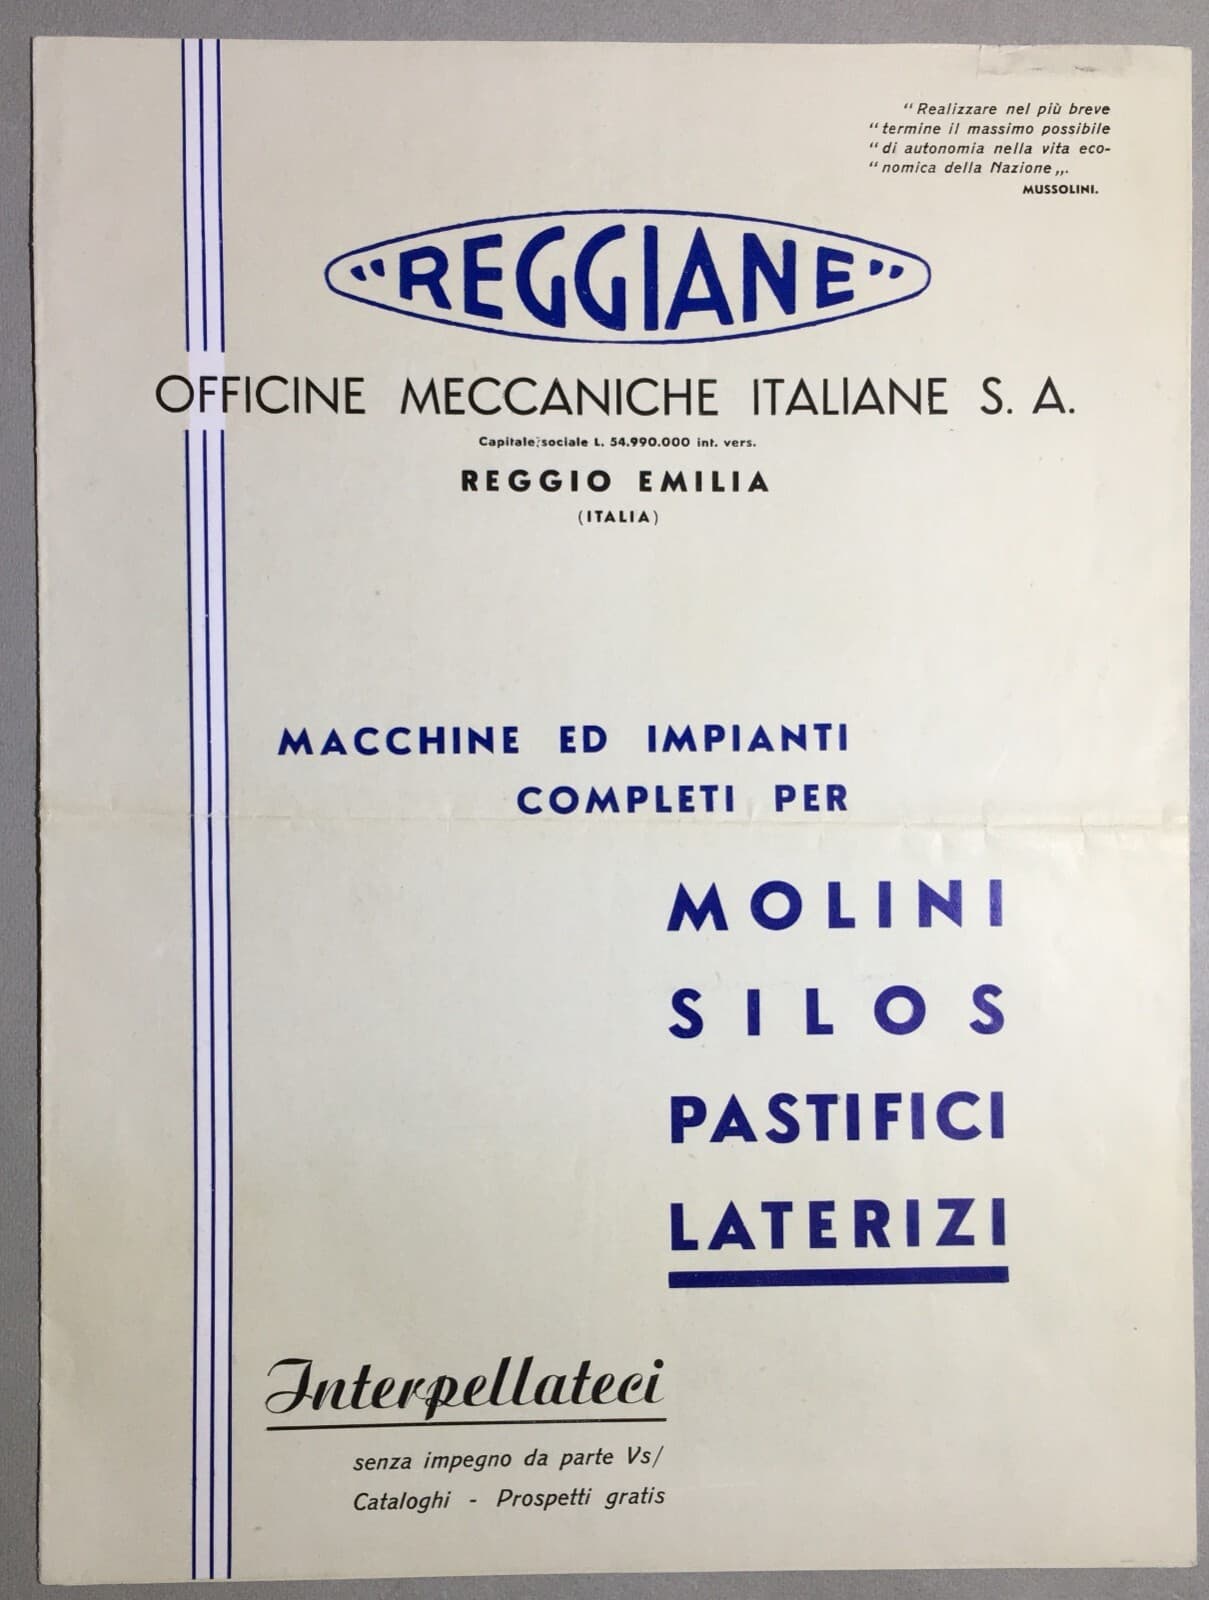 “Realizzare nel più breve
“termine il massimo possibile
“di autonomia nella vita eco-
“nomica della Nazione„.
MUSSOLINI.
“REGGIANE”
OFFICINE MECCANICHE ITALIANE S. A.
Capitale sociale L. 54.990.000 int. vers.
REGGIO EMILIA
(ITALIA)
MACCHINE ED IMPIANTI
COMPLETI PER
MOLINI
SILOS
PASTIFICI
LATERIZI
Interpellateci
senza impegno da parte Vs/
Cataloghi - Prospetti gratis